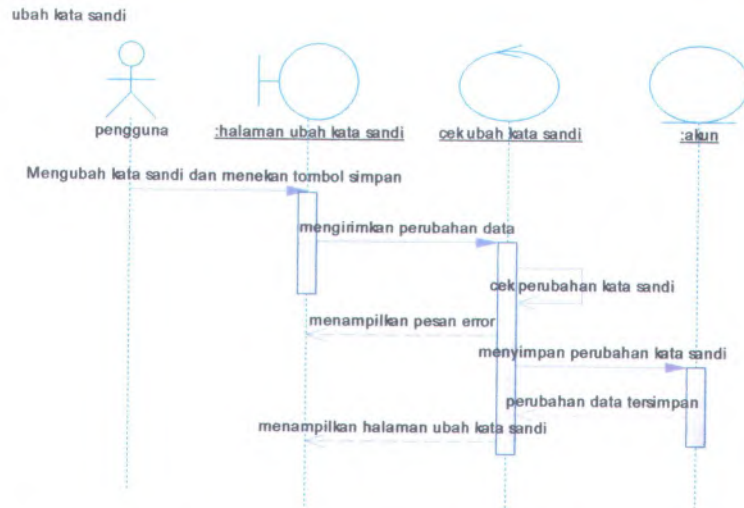 ubah kata sandi
pengguna
:halaman ubah kata sandi
cek ubah kata sandi
:akun
Mengubah kata sandi dan menekan tombol simpan
mengirimkan perubahan data
cek perubahan kata sandi
menampilkan pesan error
menyimpan perubahan kata sandi
perubahan data tersimpan
menampilkan halaman ubah kata sandi